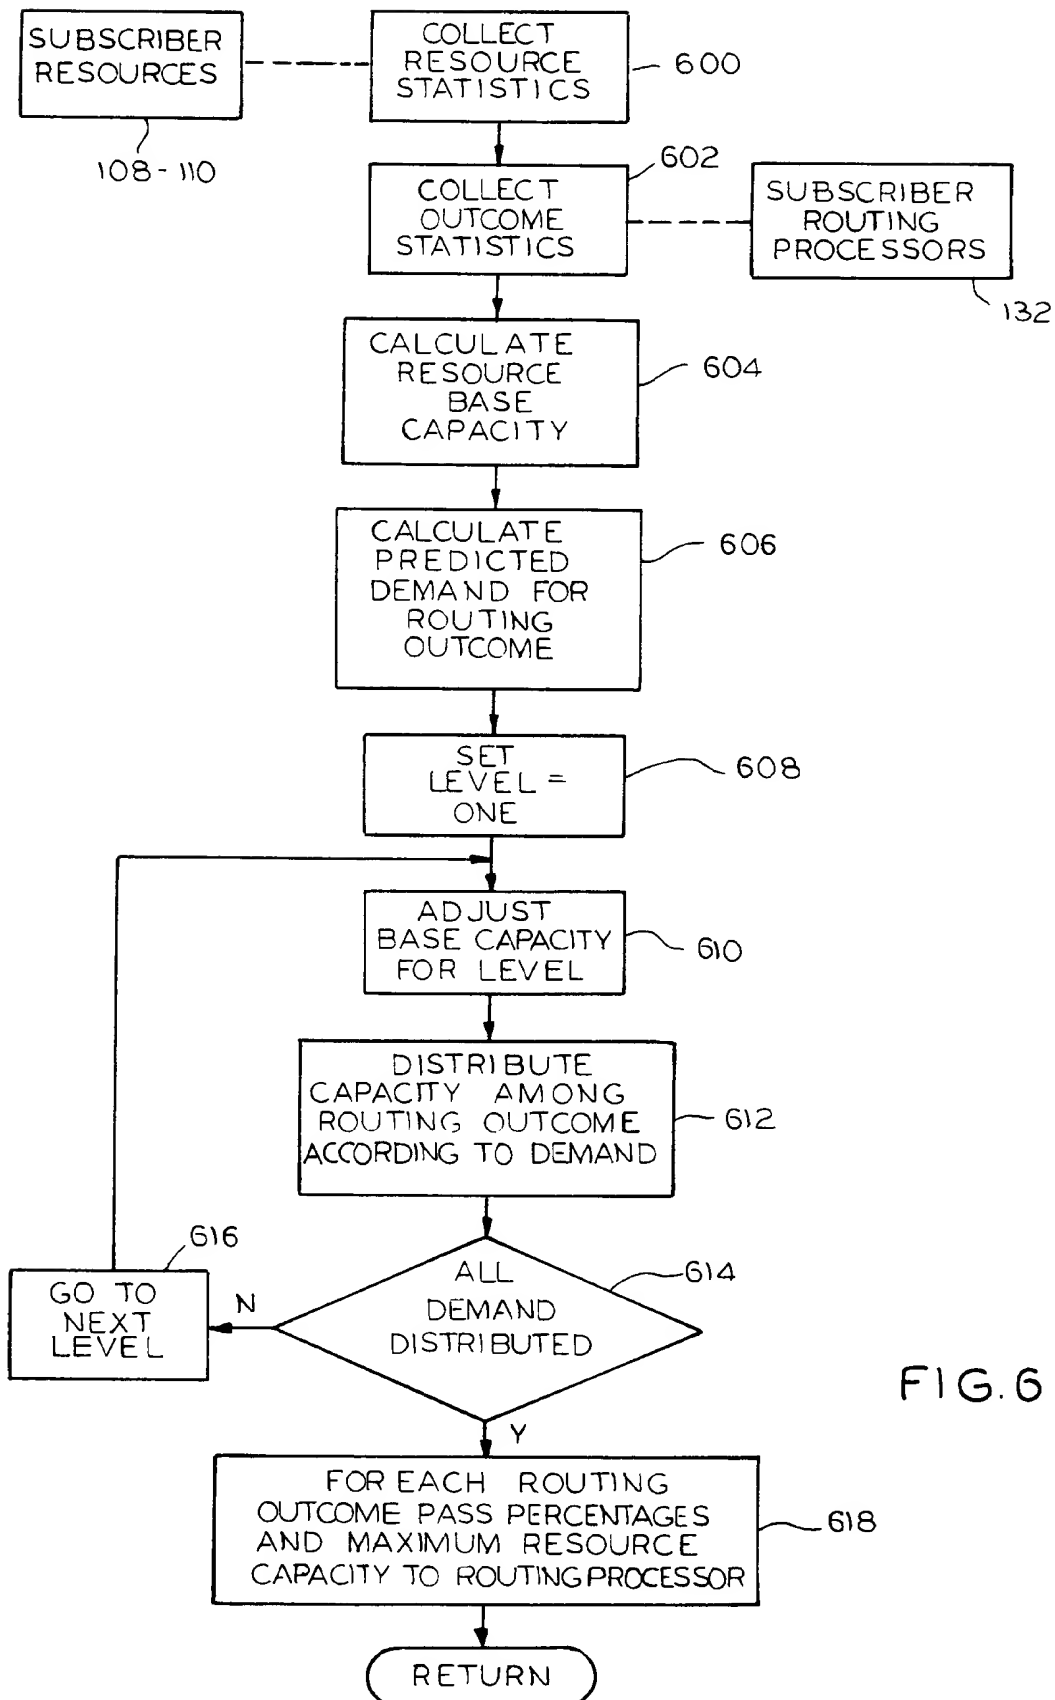 SUBSCRIBER
RESOURCES
108-110
COLLECT
RESOURCE
STATISTICS
600
COLLECT
OUTCOME
STATISTICS
602
SUBSCRIBER
ROUTING
PROCESSORS
132
CALCULATE
RESOURCE
BASE
CAPACITY
604
CALCULATE
PREDICTED
DEMAND FOR
ROUTING
OUTCOME
606
SET
LEVEL =
ONE
608
ADJUST
BASE CAPACITY
FOR LEVEL
610
DISTRIBUTE
CAPACITY AMONG
ROUTING OUTCOME
ACCORDING TO DEMAND
612
ALL
DEMAND
DISTRIBUTED
614
N
GO TO
NEXT
LEVEL
616
Y
FOR EACH ROUTING
OUTCOME PASS PERCENTAGES
AND MAXIMUM RESOURCE
CAPACITY TO ROUTING PROCESSOR
618
RETURN
FIG.6